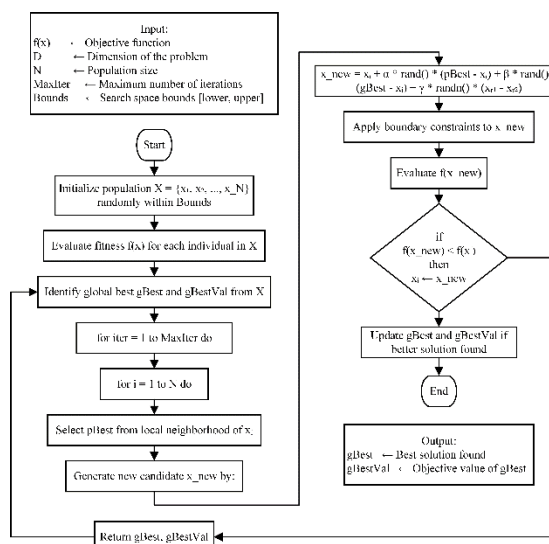 Input:
f(x) ← Objective function
D ← Dimension of the problem
N ← Population size
MaxIter ← Maximum number of iterations
Bounds ← Search space bounds [lower, upper]
Start
Initialize population X = {x₁, x₂, ..., x_N}
randomly within Bounds
Evaluate fitness f(x) for each individual in X
Identify global best gBest and gBestVal from X
for iter = 1 to MaxIter do
for i = 1 to N do
Select pBest from local neighborhood of xᵢ
Generate new candidate x_new by:
Return gBest, gBestVal
x_new = xᵢ + α * rand() * (pBest - xᵢ) + β * rand()
(gBest - xᵢ) + γ * randn() * (xᵣ₁ - xᵣ₂)
Apply boundary constraints to x_new
Evaluate f(x_new)
if
f(x_new) < f(xᵢ)
then
xᵢ ← x_new
Update gBest and gBestVal if
better solution found
End
Output:
gBest ← Best solution found
gBestVal ← Objective value of gBest